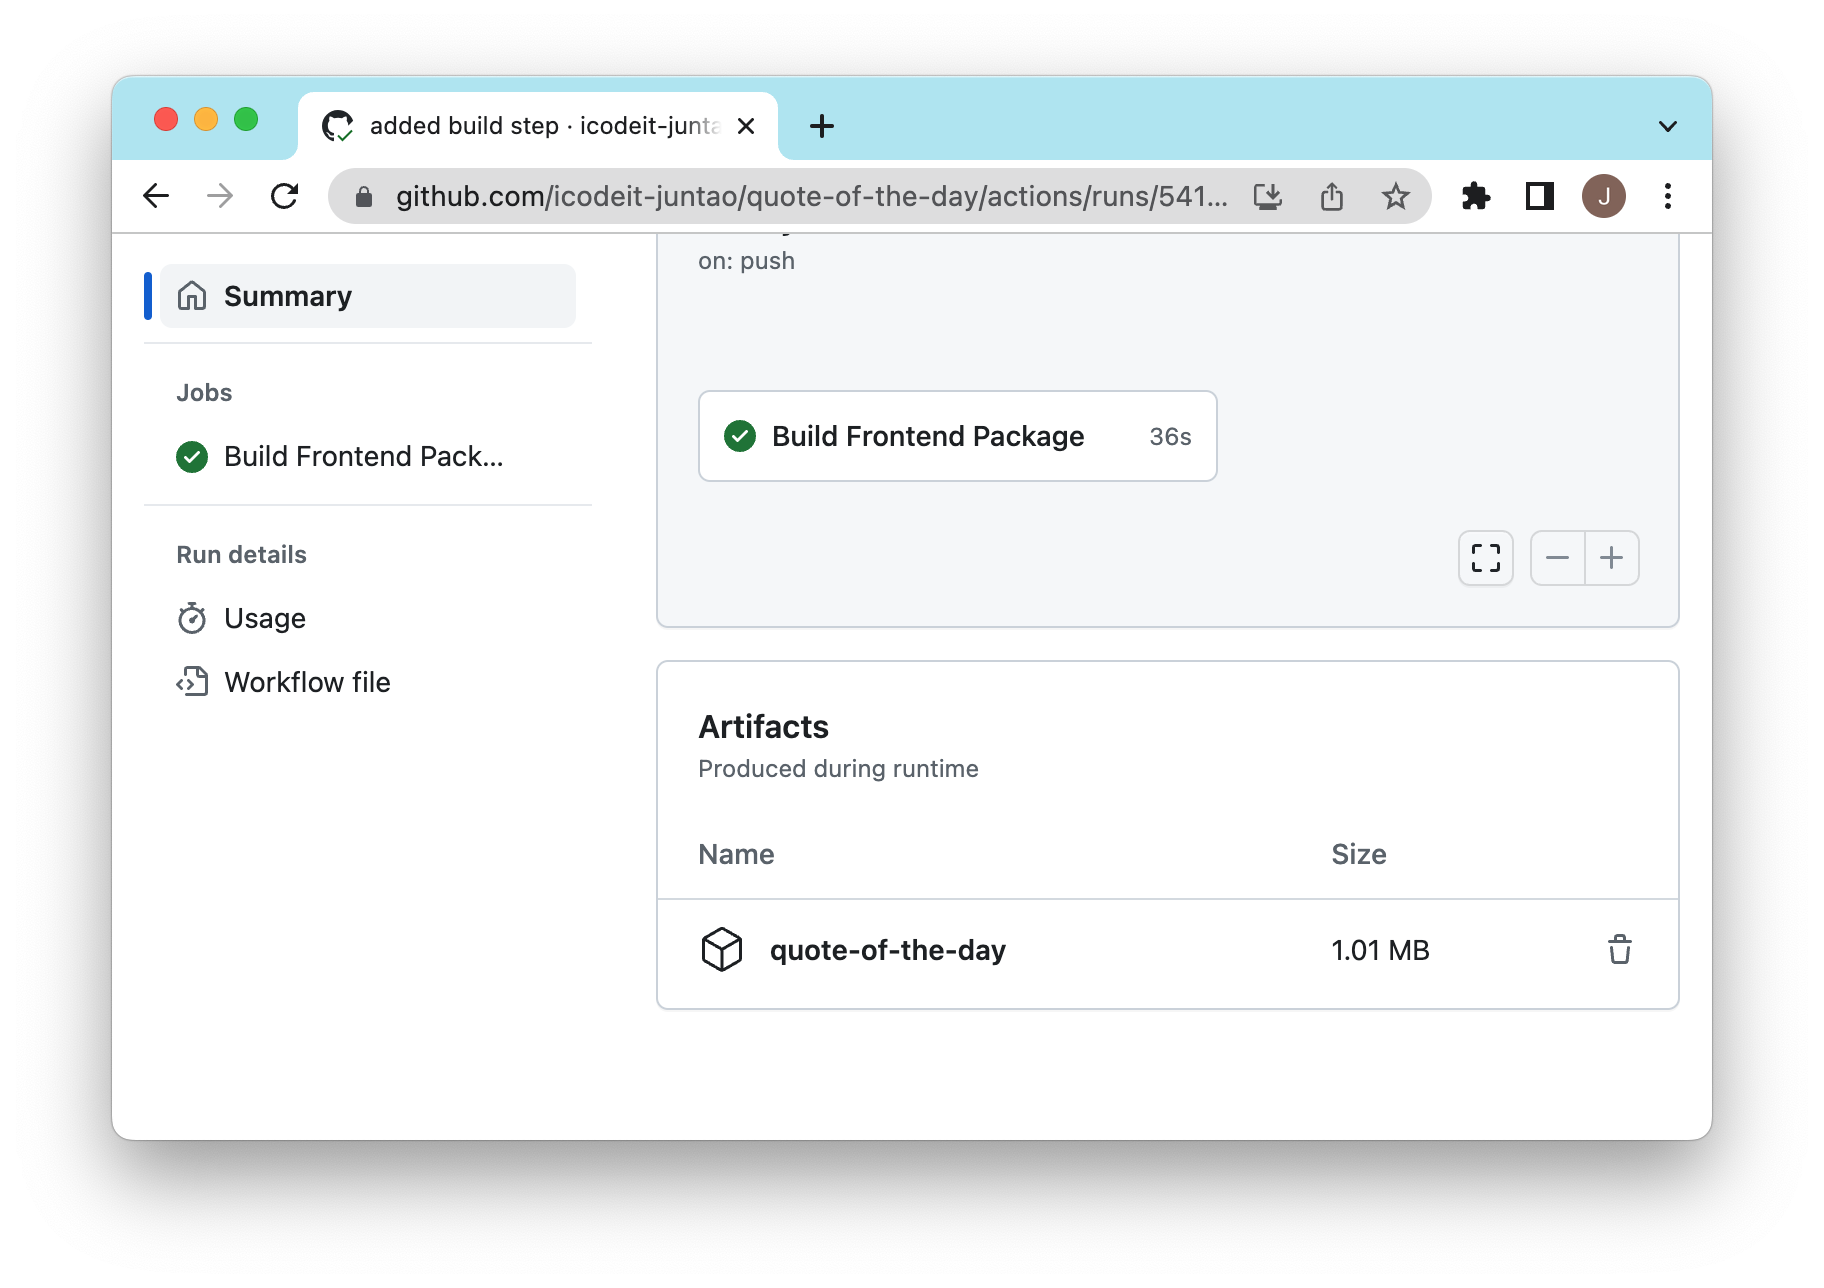 added build step · icodeit-junta
github.com/icodeit-juntao/quote-of-the-day/actions/runs/541...
J
Summary
Jobs
Build Frontend Pack...
Run details
Usage
Workflow file
on: push
Build Frontend Package 36s
Artifacts
Produced during runtime
Name Size
quote-of-the-day 1.01 MB